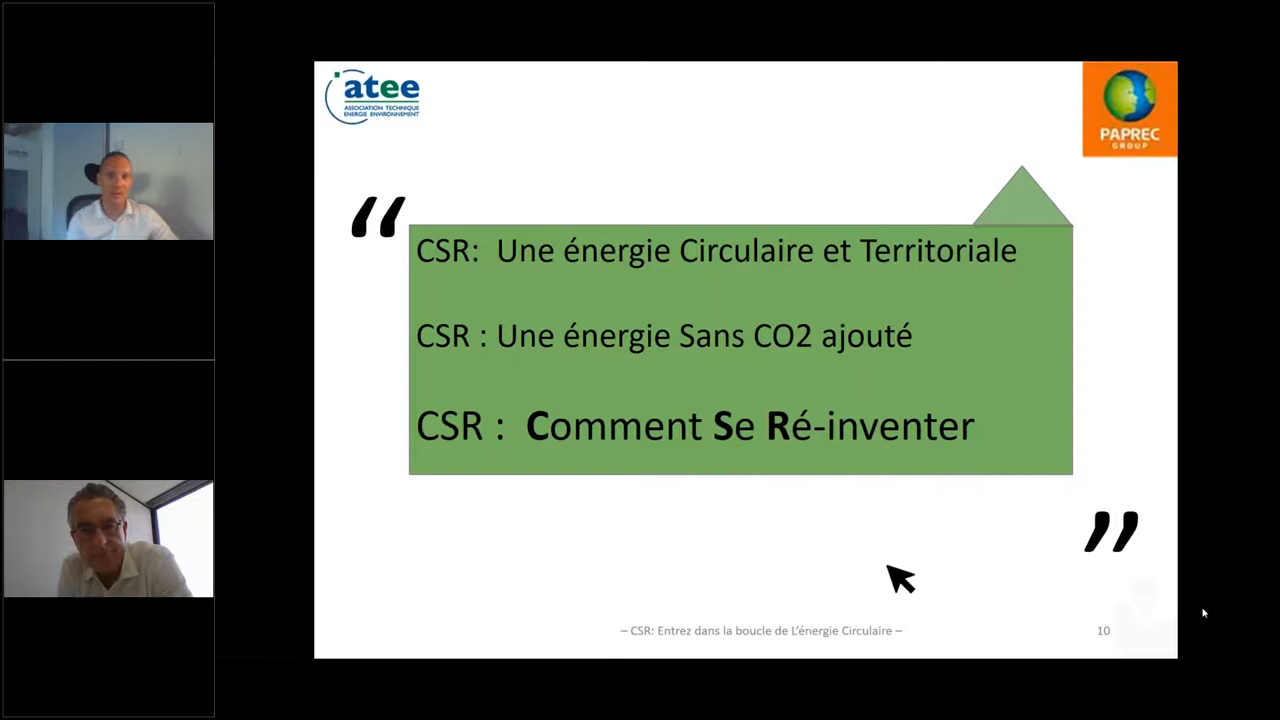 atee
ASSOCIATION TECHNIQUE
ENERGIE ENVIRONNEMENT
PAPREC
GROUP
“
CSR:  Une énergie Circulaire et Territoriale
CSR : Une énergie Sans CO2 ajouté
CSR :  Comment Se Ré-inventer
”
– CSR: Entrez dans la boucle de L’énergie Circulaire –
10